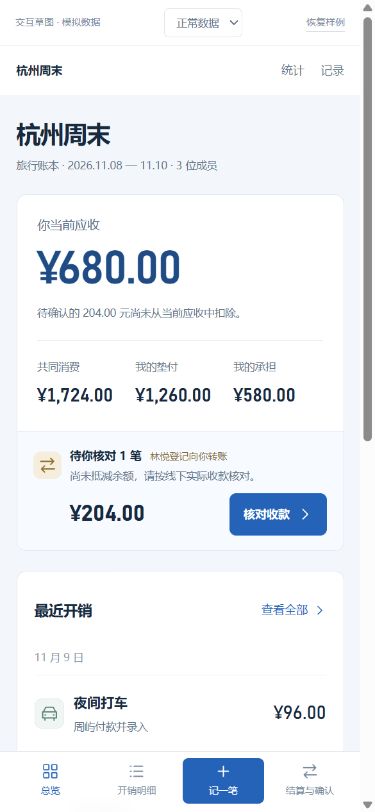 交互草图 · 模拟数据 正常数据 恢复样例
杭州周末 统计 记录
杭州周末
旅行账本 · 2026.11.08 — 11.10 · 3 位成员
你当前应收
¥680.00
待确认的 204.00 元尚未从当前应收中扣除。
共同消费 我的垫付 我的承担
¥1,724.00 ¥1,260.00 ¥580.00
待你核对 1 笔 林悦登记向你转账
尚未抵减余额，请按线下实际收款核对。
¥204.00 核对收款
最近开销 查看全部
11 月 9 日
夜间打车
¥96.00
周屿付款并录入
总览 开销明细 记一笔 结算与确认